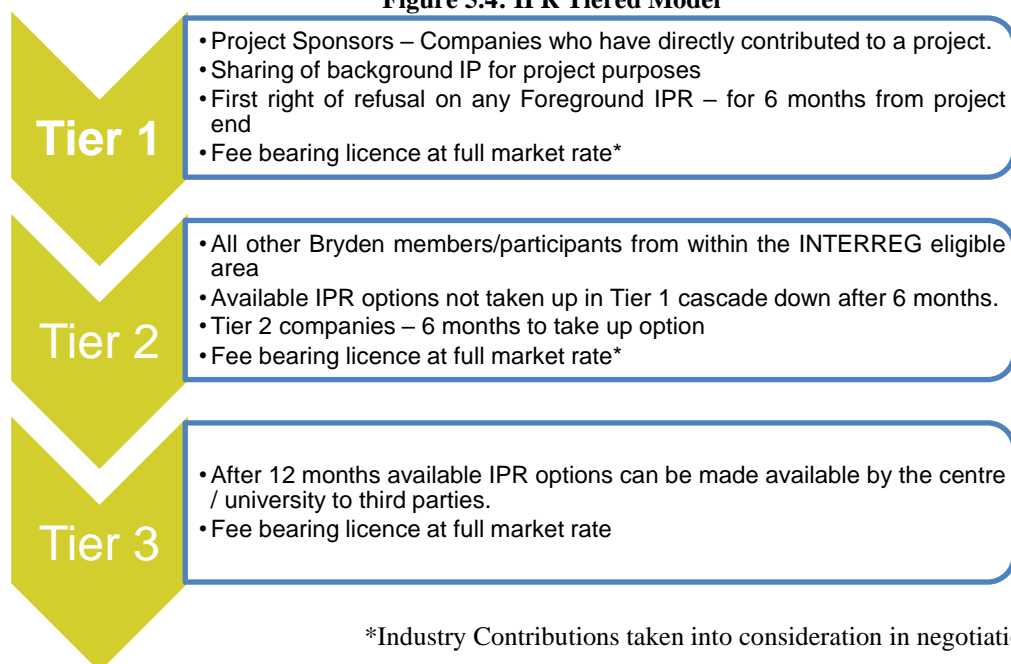 Figure 5.4: IPR Tiered Model
Tier 1
•Project Sponsors – Companies who have directly contributed to a project.
•Sharing of background IP for project purposes
•First right of refusal on any Foreground IPR – for 6 months from project
end
•Fee bearing licence at full market rate*
Tier 2
•All other Bryden members/participants from within the INTERREG eligible
area
•Available IPR options not taken up in Tier 1 cascade down after 6 months.
•Tier 2 companies – 6 months to take up option
•Fee bearing licence at full market rate*
Tier 3
•After 12 months available IPR options can be made available by the centre
/ university to third parties.
•Fee bearing licence at full market rate
*Industry Contributions taken into consideration in